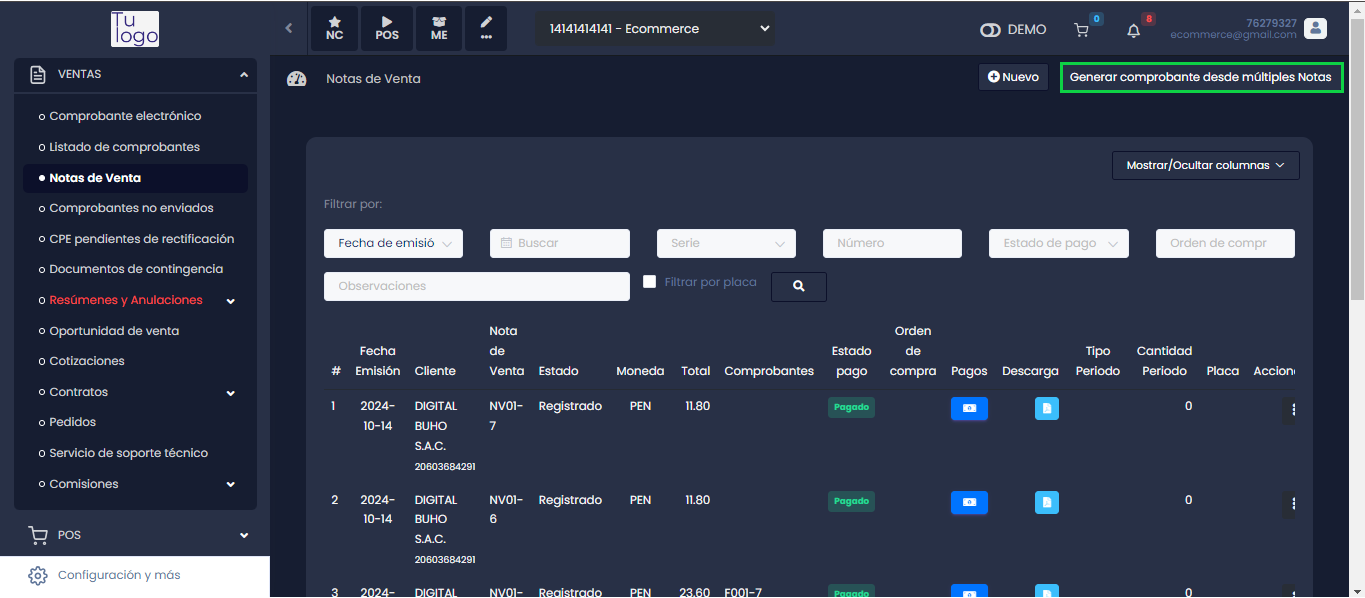 Tu
logo
NC
POS
ME
14141414141 - Ecommerce
DEMO
0
8
76279327
ecommerce@gmail.com
VENTAS
Comprobante electrónico
Listado de comprobantes
Notas de Venta
Comprobantes no enviados
CPE pendientes de rectificación
Documentos de contingencia
Resúmenes y Anulaciones
Oportunidad de venta
Cotizaciones
Contratos
Pedidos
Servicio de soporte técnico
Comisiones
POS
Configuración y más
Notas de Venta
Nuevo
Generar comprobante desde múltiples Notas
Mostrar/Ocultar columnas
Filtrar por:
Fecha de emisió
Buscar
Serie
Número
Estado de pago
Orden de compr
Observaciones
Filtrar por placa
# Fecha Emisión Cliente Nota de Venta Estado Moneda Total Comprobantes Estado pago Orden de compra Pagos Descarga Tipo Periodo Cantidad Periodo Placa Accion
1 2024-10-14 DIGITAL BUHO S.A.C. 20603684291 NV01-7 Registrado PEN 11.80 Pagado 0
2 2024-10-14 DIGITAL BUHO S.A.C. 20603684291 NV01-6 Registrado PEN 11.80 Pagado 0
3 2024- DIGITAL NV01- Registrado PEN 23.60 F001-7 Pagado 0